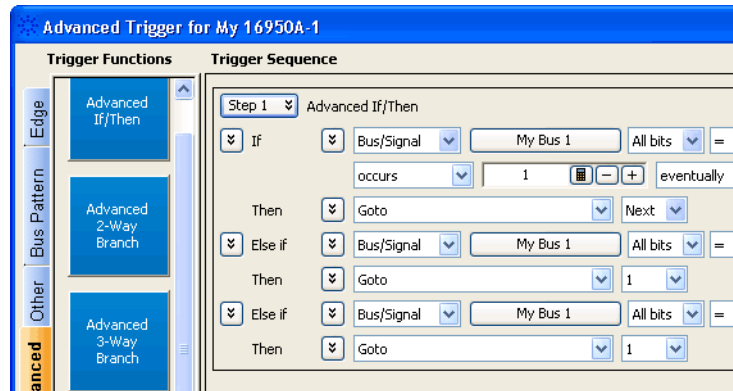 Advanced Trigger for My 16950A-1
Trigger Functions
Trigger Sequence
Edge
Bus Pattern
Other
Advanced
If/Then
Advanced
2-Way
Branch
Advanced
3-Way
Branch
Step 1 Advanced If/Then
If Bus/Signal My Bus 1 All bits =
occurs 1 - + eventually
Then Goto Next
Else if Bus/Signal My Bus 1 All bits =
Then Goto 1
Else if Bus/Signal My Bus 1 All bits =
Then Goto 1